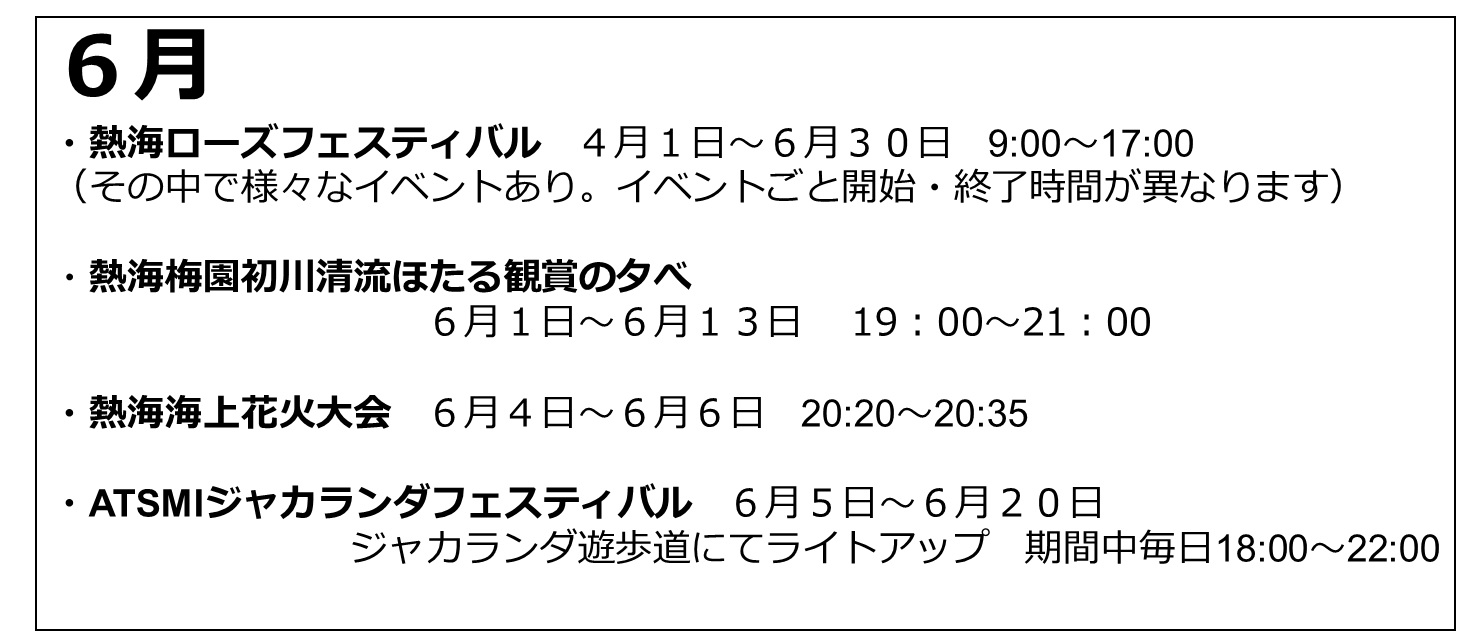 ６月
・熱海ローズフェスティバル　４月１日～６月３０日　9:00～17:00
（その中で様々なイベントあり。イベントごと開始・終了時間が異なります）
・熱海梅園初川清流ほたる観賞の夕べ
６月１日～６月１３日　19：00～21：00
・熱海海上花火大会　６月４日～６月６日　20:20～20:35
・ATSMIジャカランダフェスティバル　６月５日～６月２０日
ジャカランダ遊歩道にてライトアップ　期間中毎日18:00～22:00